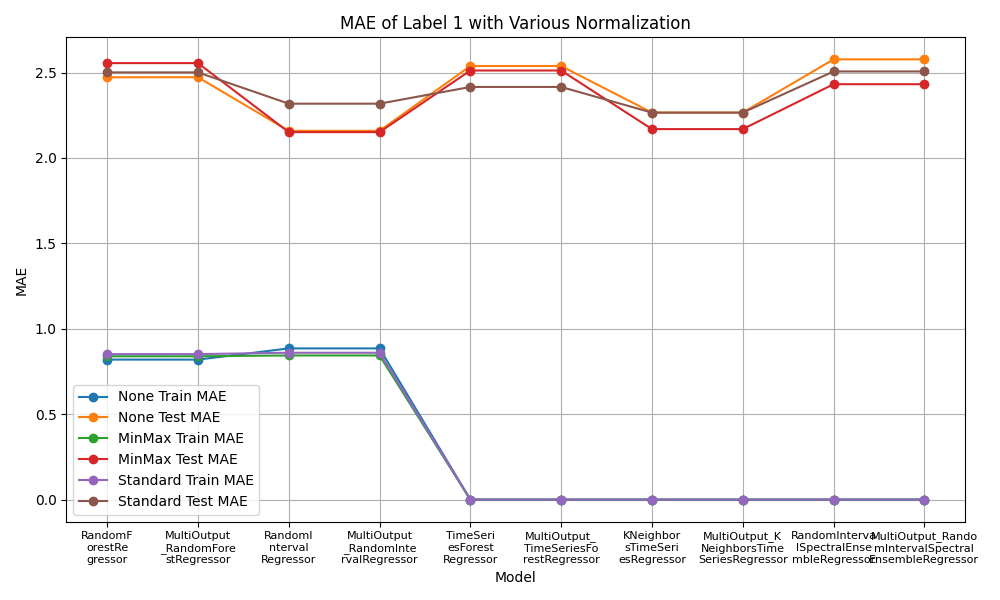 MAE of Label 1 with Various Normalization
MAE
2.5
2.0
1.5
1.0
0.5
0.0
None Train MAE
None Test MAE
MinMax Train MAE
MinMax Test MAE
Standard Train MAE
Standard Test MAE
RandomF
orestRe
gressor
MultiOutput
_RandomFore
stRegressor
RandomI
nterval
Regressor
MultiOutput
_RandomInte
rvalRegressor
TimeSeri
esForest
Regressor
MultiOutput_
TimeSeriesFo
restRegressor
KNeighbor
sTimeSeri
esRegressor
MultiOutput_K
NeighborsTime
SeriesRegressor
RandomInterva
lSpectralEnse
mbleRegressor
MultiOutput_Rando
mIntervalSpectral
EnsembleRegressor
Model